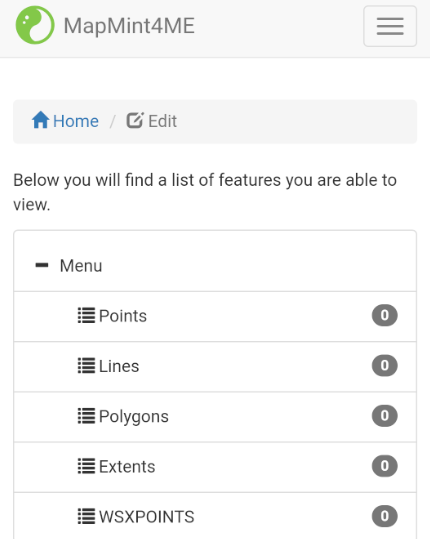 MapMint4ME
Home / Edit
Below you will find a list of features you are able to
view.
Menu
Points 0
Lines 0
Polygons 0
Extents 0
WSXPOINTS 0